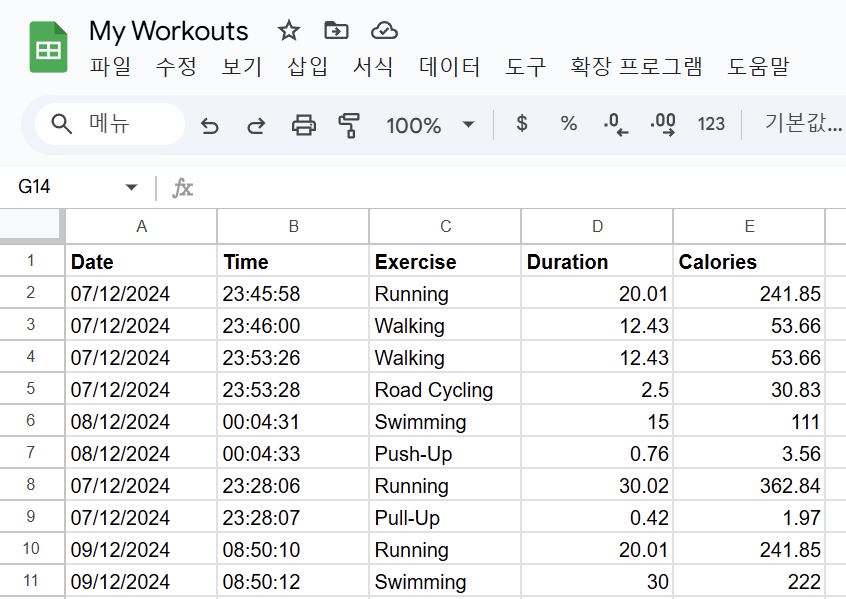 My Workouts
파일 수정 보기 삽입 서식 데이터 도구 확장 프로그램 도움말
메뉴 100% $ % .0 .00 123 기본값...
G14 fx
A B C D E
1 Date Time Exercise Duration Calories
2 07/12/2024 23:45:58 Running 20.01 241.85
3 07/12/2024 23:46:00 Walking 12.43 53.66
4 07/12/2024 23:53:26 Walking 12.43 53.66
5 07/12/2024 23:53:28 Road Cycling 2.5 30.83
6 08/12/2024 00:04:31 Swimming 15 111
7 08/12/2024 00:04:33 Push-Up 0.76 3.56
8 07/12/2024 23:28:06 Running 30.02 362.84
9 07/12/2024 23:28:07 Pull-Up 0.42 1.97
10 09/12/2024 08:50:10 Running 20.01 241.85
11 09/12/2024 08:50:12 Swimming 30 222